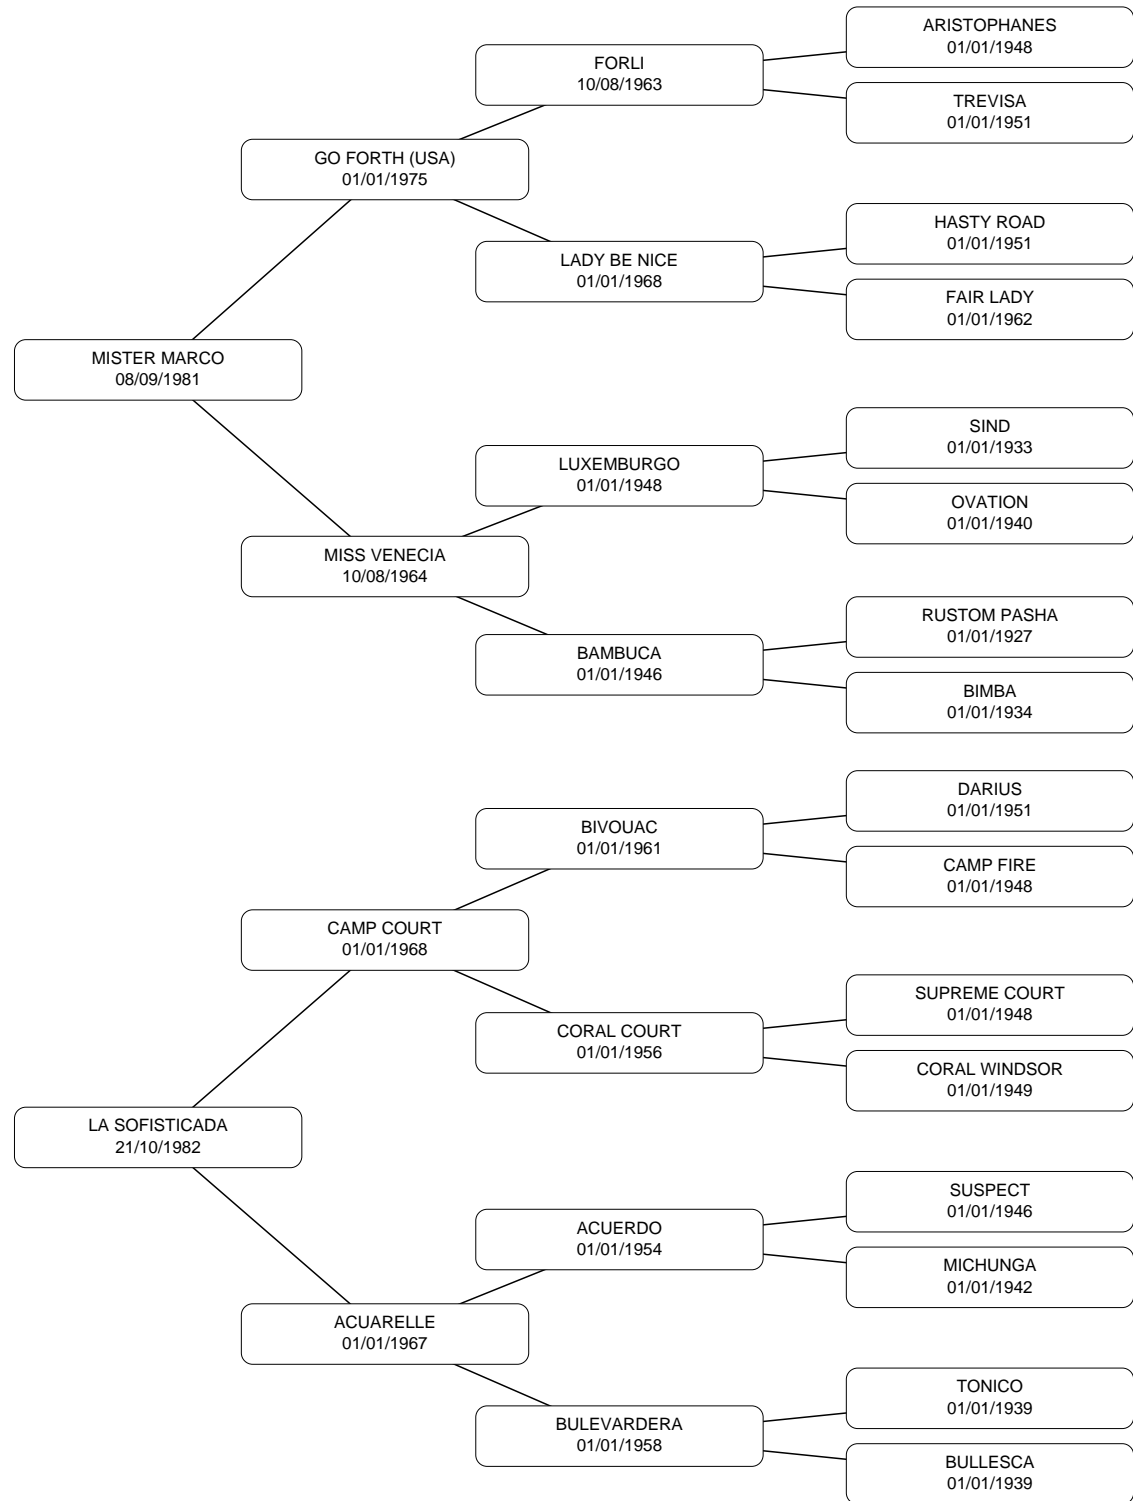 ARISTOPHANES
01/01/1948
FORLI
10/08/1963
TREVISA
01/01/1951
GO FORTH (USA)
01/01/1975
HASTY ROAD
01/01/1951
LADY BE NICE
01/01/1968
FAIR LADY
01/01/1962
MISTER MARCO
08/09/1981
SIND
01/01/1933
LUXEMBURGO
01/01/1948
OVATION
01/01/1940
MISS VENECIA
10/08/1964
RUSTOM PASHA
01/01/1927
BAMBUCA
01/01/1946
BIMBA
01/01/1934
DARIUS
01/01/1951
BIVOUAC
01/01/1961
CAMP FIRE
01/01/1948
CAMP COURT
01/01/1968
SUPREME COURT
01/01/1948
CORAL COURT
01/01/1956
CORAL WINDSOR
01/01/1949
LA SOFISTICADA
21/10/1982
SUSPECT
01/01/1946
ACUERDO
01/01/1954
MICHUNGA
01/01/1942
ACUARELLE
01/01/1967
TONICO
01/01/1939
BULEVARDERA
01/01/1958
BULLESCA
01/01/1939